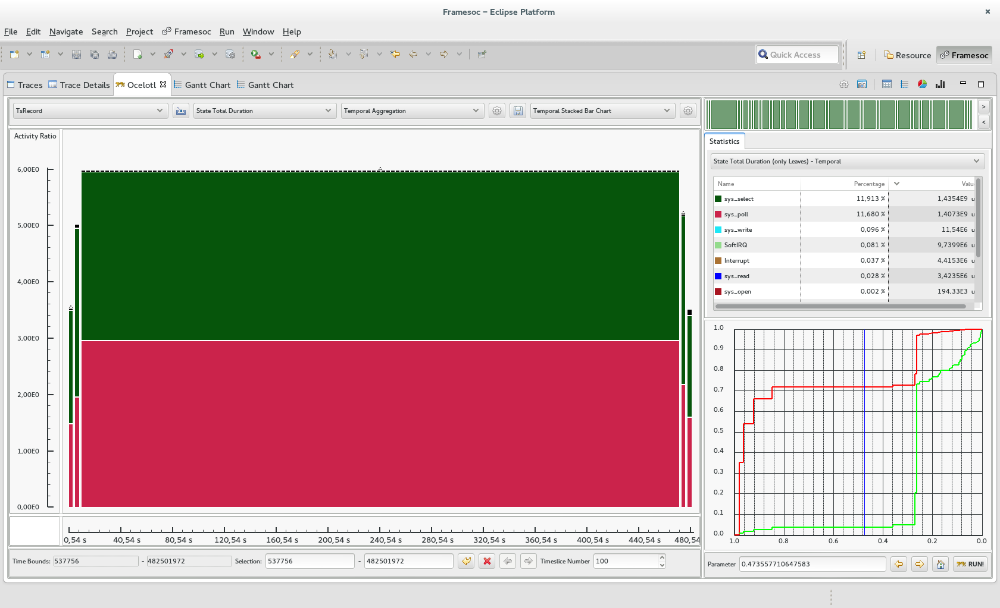 Framesoc – Eclipse Platform
File Edit Navigate Search Project Framesoc Run Window Help
Quick Access Resource Framesoc
Traces Trace Details Ocelotl Gantt Chart Gantt Chart
TsRecord State Total Duration Temporal Aggregation Temporal Stacked Bar Chart
>
<
Activity Ratio
6,00E0
5,00E0
4,00E0
3,00E0
2,00E0
1,00E0
0,00E0
0,54 s 40,54 s 80,54 s 120,54 s 160,54 s 200,54 s 240,54 s 280,54 s 320,54 s 360,54 s 400,54 s 440,54 s 480,54
Time Bounds: 537756 - 482501972 Selection: 537756 - 482501972 Timeslice Number 100
Statistics
State Total Duration (only Leaves) - Temporal
Name Percentage Valu
sys_select 11,913 % 1,4354E9 u
sys_poll 11,680 % 1,4073E9 u
sys_write 0,096 % 11,54E6 u
SoftIRQ 0,081 % 9,7399E6 u
Interrupt 0,037 % 4,4153E6 u
sys_read 0,028 % 3,4235E6 u
sys_open 0,002 % 194,33E3 u
1.0
0.9
0.8
0.7
0.6
0.5
0.4
0.3
0.2
0.1
0.0
1.0 0.8 0.6 0.4 0.2 0.0
Parameter 0.473557710647583 RUN!